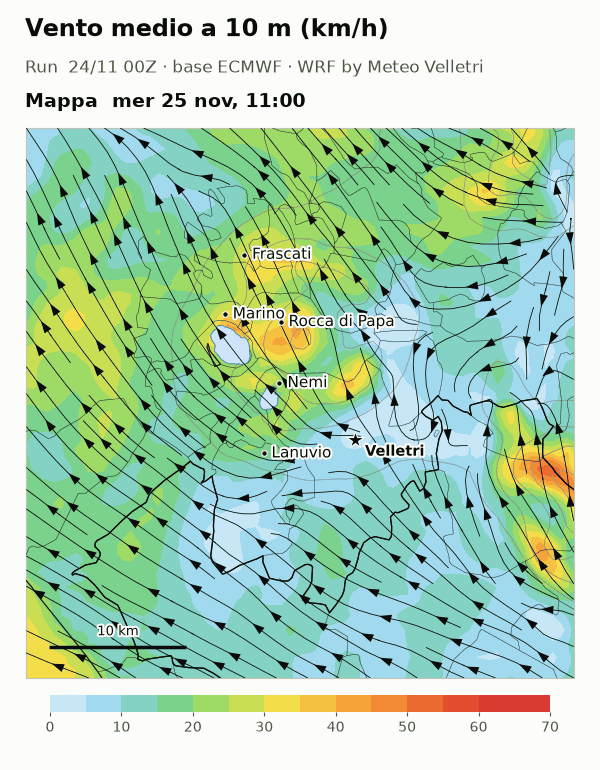 Vento medio a 10 m (km/h)
Run  24/11 00Z · base ECMWF · WRF by Meteo Velletri
Mappa  mer 25 nov, 11:00
Frascati
Marino
Rocca di Papa
Nemi
Velletri
Lanuvio
10 km
0 10 20 30 40 50 60 70